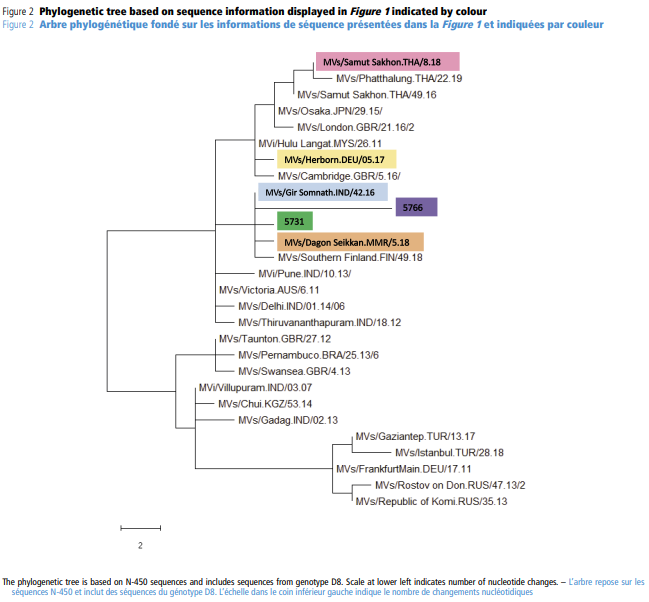 Figure 2 Phylogenetic tree based on sequence information displayed in Figure 1 indicated by colour
Figure 2 Arbre phylogénétique fondé sur les informations de séquence présentées dans la Figure 1 et indiquées par couleur
MVs/Samut Sakhon.THA/8.18
MVs/Phatthalung.THA/22.19
MVs/Samut Sakhon.THA/49.16
MVs/Osaka.JPN/29.15/
MVs/London.GBR/21.16/2
MVi/Hulu Langat.MYS/26.11
MVs/Herborn.DEU/05.17
MVs/Cambridge.GBR/5.16/
MVs/Gir Somnath.IND/42.16
5766
5731
MVs/Dagon Seikkan.MMR/5.18
MVs/Southern Finland.FIN/49.18
MVi/Pune.IND/10.13/
MVs/Victoria.AUS/6.11
MVs/Delhi.IND/01.14/06
MVs/Thiruvananthapuram.IND/18.12
MVs/Taunton.GBR/27.12
MVs/Pernambuco.BRA/25.13/6
MVs/Swansea.GBR/4.13
MVi/Villupuram.IND/03.07
MVs/Chui.KGZ/53.14
MVs/Gadag.IND/02.13
MVs/Gaziantep.TUR/13.17
MVs/Istanbul.TUR/28.18
MVs/FrankfurtMain.DEU/17.11
MVs/Rostov on Don.RUS/47.13/2
MVs/Republic of Komi.RUS/35.13
2
The phylogenetic tree is based on N-450 sequences and includes sequences from genotype D8. Scale at lower left indicates number of nucleotide changes. – L'arbre repose sur les
séquences N-450 et inclut des séquences du génotype D8. L'échelle dans le coin inférieur gauche indique le nombre de changements nucléotidiques